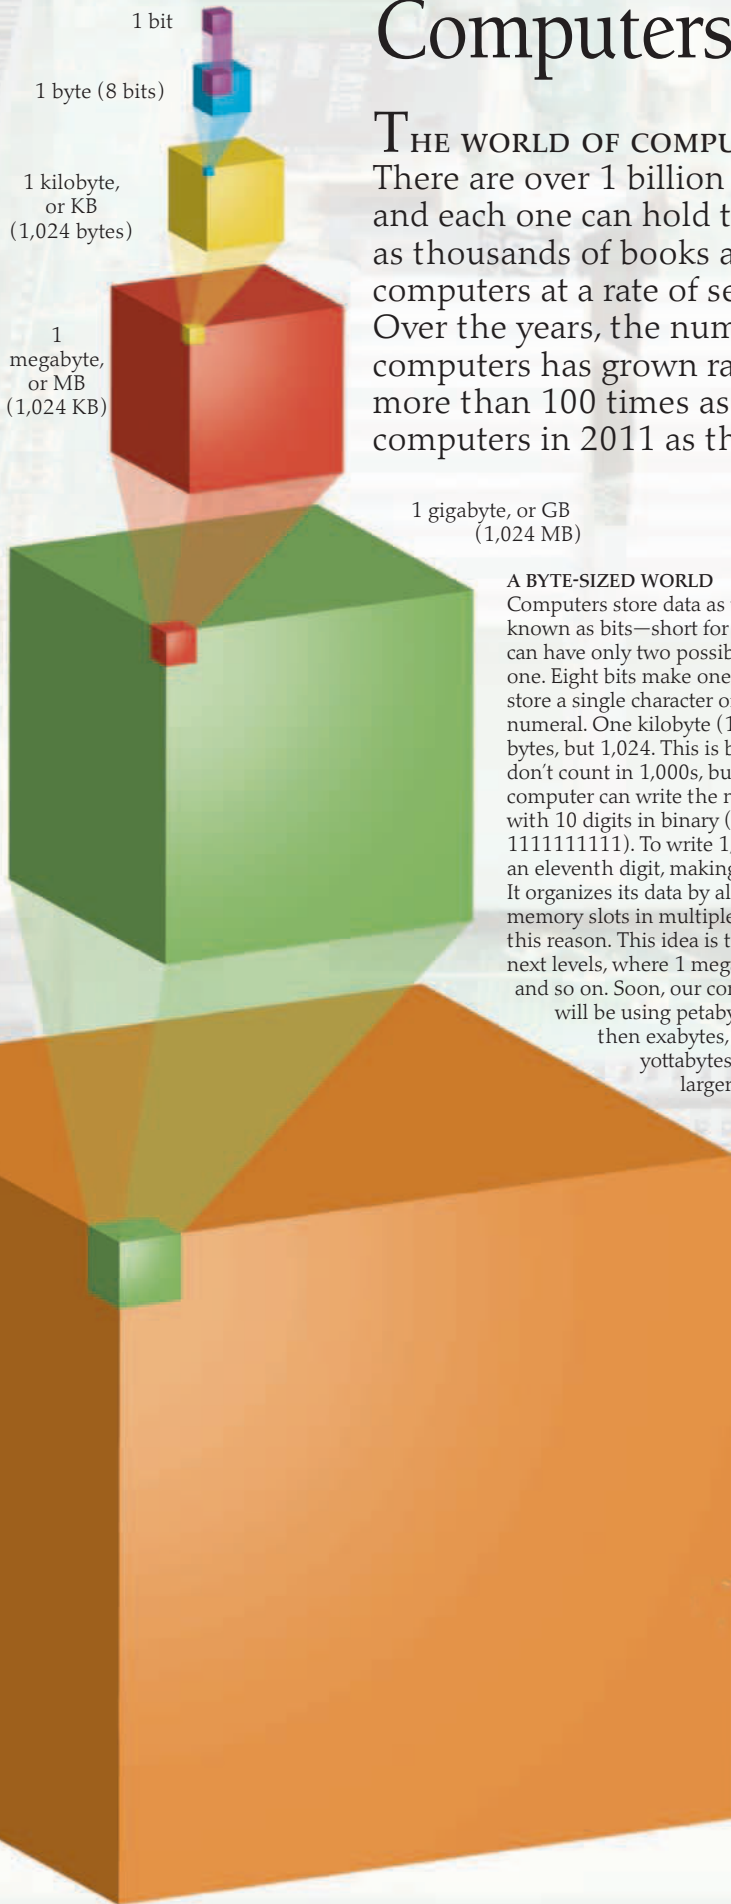 1 bit
1 byte (8 bits)
1 kilobyte,
or KB
(1,024 bytes)
1
megabyte,
or MB
(1,024 KB)
Computers
THE WORLD OF COMPU
There are over 1 billion
and each one can hold t
as thousands of books a
computers at a rate of se
Over the years, the num
computers has grown ra
more than 100 times as
computers in 2011 as th
1 gigabyte, or GB
(1,024 MB)
A BYTE-SIZED WORLD
Computers store data as
known as bits—short for
can have only two possib
one. Eight bits make one
store a single character o
numeral. One kilobyte (1
bytes, but 1,024. This is b
don't count in 1,000s, bu
computer can write the n
with 10 digits in binary (
1111111111). To write 1,
an eleventh digit, making
It organizes its data by al
memory slots in multiple
this reason. This idea is t
next levels, where 1 meg
and so on. Soon, our cor
will be using petaby
then exabytes,
yottabytes
larger